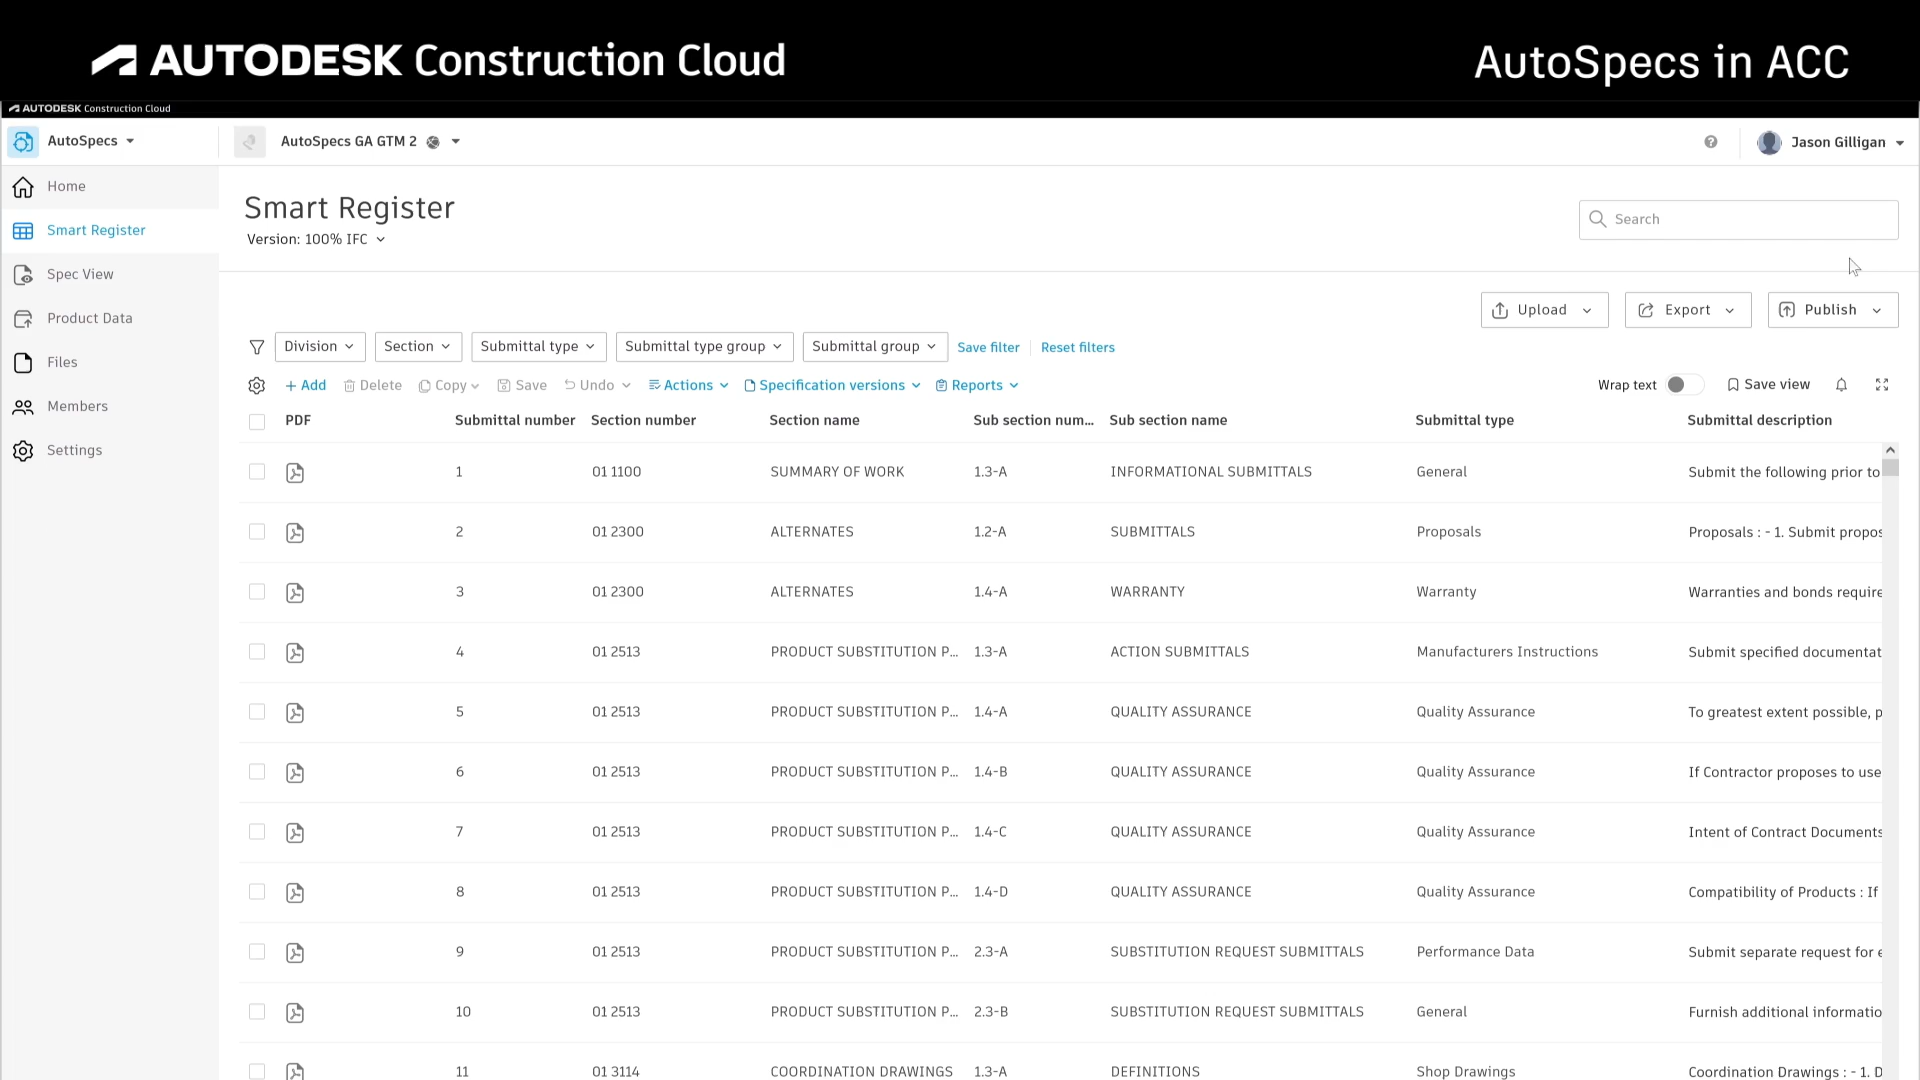 AUTODESK Construction Cloud
AutoSpecs in ACC
AUTODESK Construction Cloud
AutoSpecs
AutoSpecs GA GTM 2
Jason Gilligan
Home
Smart Register
Spec View
Product Data
Files
Members
Settings
Smart Register
Version: 100% IFC
Search
Upload
Export
Publish
Division
Section
Submittal type
Submittal type group
Submittal group
Save filter
Reset filters
+ Add
Delete
Copy
Save
Undo
Actions
Specification versions
Reports
Wrap text
Save view
PDF Submittal number Section number Section name Sub section num... Sub section name Submittal type Submittal description
1 01 1100 SUMMARY OF WORK 1.3-A INFORMATIONAL SUBMITTALS General Submit the following prior to
2 01 2300 ALTERNATES 1.2-A SUBMITTALS Proposals Proposals : - 1. Submit propos
3 01 2300 ALTERNATES 1.4-A WARRANTY Warranty Warranties and bonds require
4 01 2513 PRODUCT SUBSTITUTION P... 1.3-A ACTION SUBMITTALS Manufacturers Instructions Submit specified documentat
5 01 2513 PRODUCT SUBSTITUTION P... 1.4-A QUALITY ASSURANCE Quality Assurance To greatest extent possible, p
6 01 2513 PRODUCT SUBSTITUTION P... 1.4-B QUALITY ASSURANCE Quality Assurance If Contractor proposes to use
7 01 2513 PRODUCT SUBSTITUTION P... 1.4-C QUALITY ASSURANCE Quality Assurance Intent of Contract Documents
8 01 2513 PRODUCT SUBSTITUTION P... 1.4-D QUALITY ASSURANCE Quality Assurance Compatibility of Products : If
9 01 2513 PRODUCT SUBSTITUTION P... 2.3-A SUBSTITUTION REQUEST SUBMITTALS Performance Data Submit separate request for e
10 01 2513 PRODUCT SUBSTITUTION P... 2.3-B SUBSTITUTION REQUEST SUBMITTALS General Furnish additional informatio
11 01 3114 COORDINATION DRAWINGS 1.3-A DEFINITIONS Shop Drawings Coordination Drawings : - 1. D